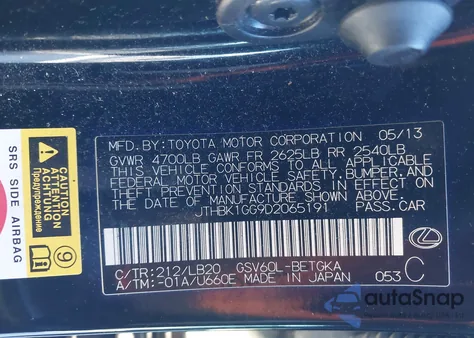 MFD.BY:TOYOTA MOTOR CORPORATION 05/13
GVWR 4700LB GAWR FR 2625LB RR 2540LB
THIS VEHICLE CONFORMS TO ALL APPLICABLE
FEDERAL MOTOR VEHICLE SAFETY, BUMPER, AND
THEFT PREVENTION STANDARDS IN EFFECT ON
THE DATE OF MANUFACTURE SHOWN ABOVE.
JTHBK1GG9D2065191 PASS.CAR
C/TR:212/LB20 GSV60L-BETGKA
A/TM:-01A/U660E MADE IN JAPAN 053 C
SRS SIDE AIRBAG
Предупреждение
ATTENTION
CAUTION
9
autoSnap